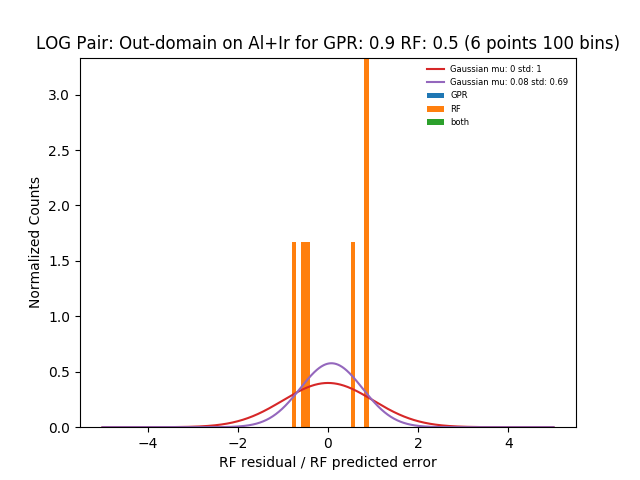 LOG Pair: Out-domain on Al+Ir for GPR: 0.9 RF: 0.5 (6 points 100 bins)
Gaussian mu: 0 std: 1
Gaussian mu: 0.08 std: 0.69
GPR
RF
both
Normalized Counts
3.0
2.5
2.0
1.5
1.0
0.5
0.0
−4
−2
0
2
4
RF residual / RF predicted error